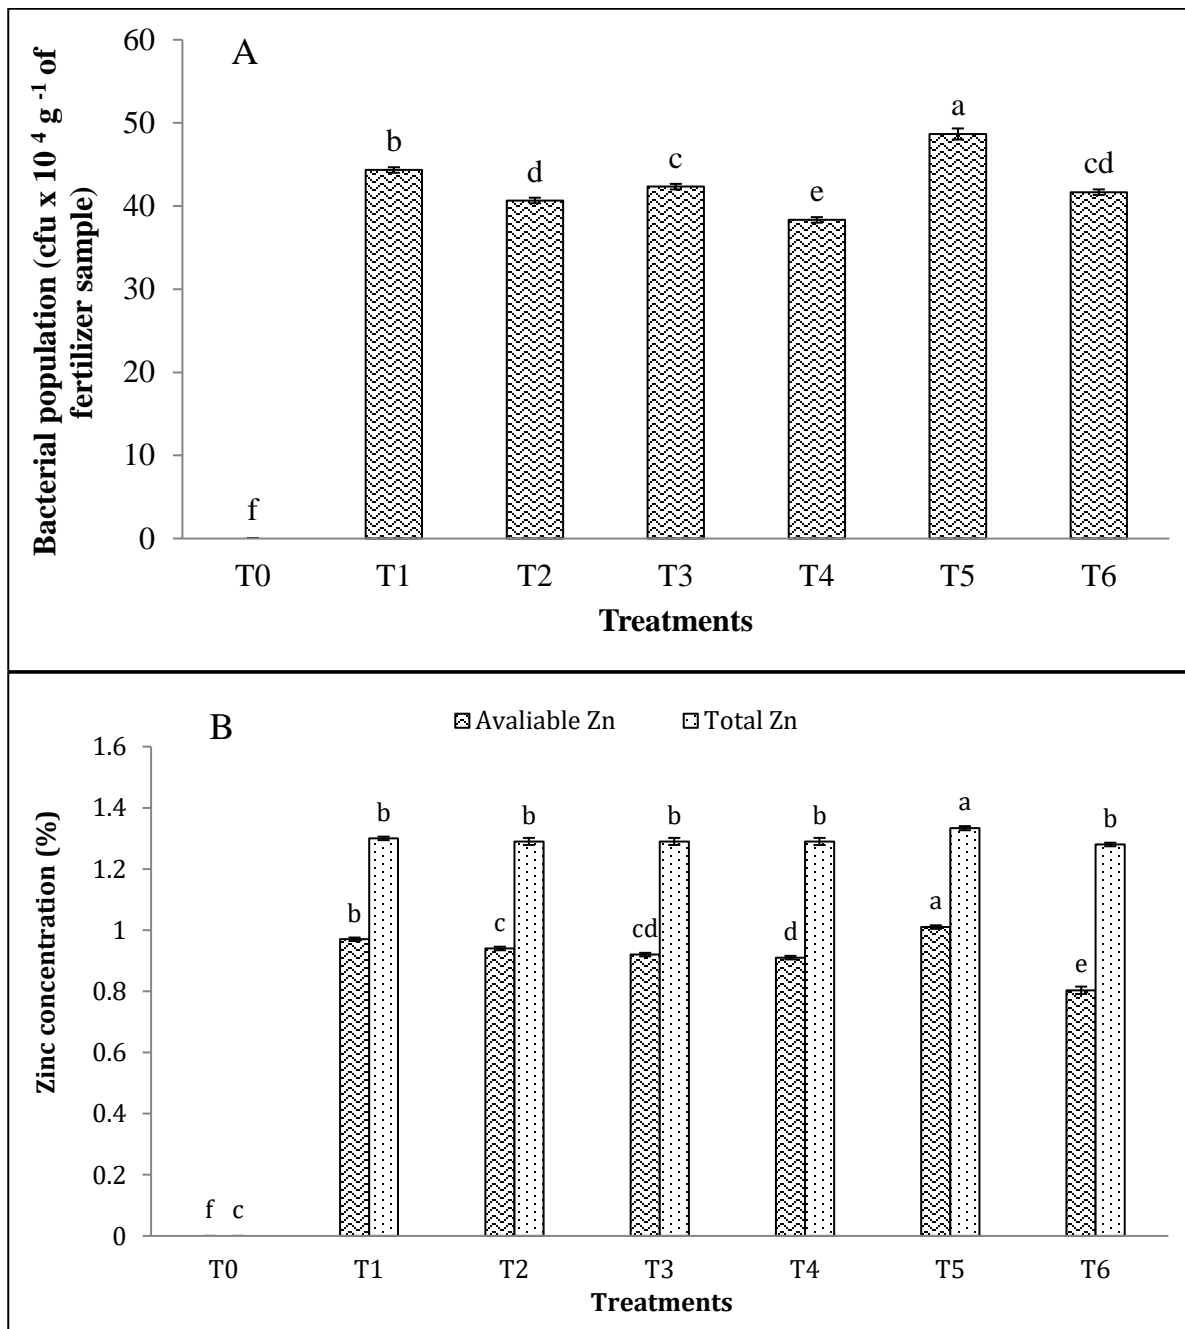 A
Bacterial population (cfu x 10 4 g -1 of
fertilizer sample)
60
50
40
30
20
10
0
f
b
d
c
e
a
cd
T0 T1 T2 T3 T4 T5 T6
Treatments
B
Avaliable Zn Total Zn
Zinc concentration (%)
1.6
1.4
1.2
1
0.8
0.6
0.4
0.2
0
f c
b b
c b
cd b
d b
a a
e b
T0 T1 T2 T3 T4 T5 T6
Treatments